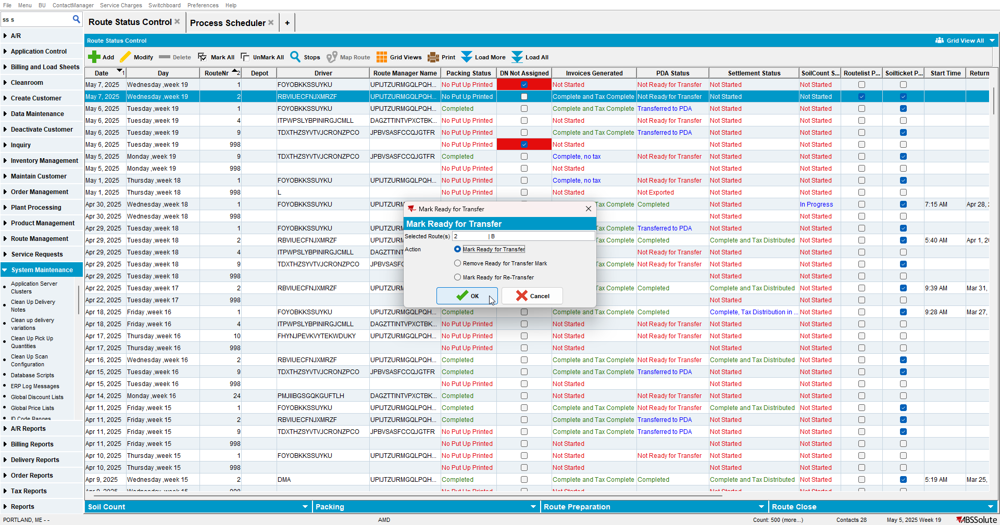 File Menu BU ContactManager Service Charges Switchboard Preferences Help
ss s
Route Status Control Process Scheduler +
Route Status Control Grid View All
Add Modify Delete Mark All UnMark All Stops Map Route Grid Views Print Load More Load All
A/R
Application Control
Billing and Load Sheets
Cleanroom
Create Customer
Data Maintenance
Deactivate Customer
Inquiry
Inventory Management
Maintain Customer
Order Management
Plant Processing
Product Management
Route Management
Service Requests
System Maintenance
Application Server
Clusters
Clean Up Delivery
Notes
Clean up delivery
variations
Clean Up Pick Up
Quantities
Clean Up Scan
Configuration
Database Scripts
ERP Log Messages
Global Discount Lists
Global Price Lists
ID Code Ranges
A/R Reports
Billing Reports
Delivery Reports
Order Reports
Tax Reports
Reports
Date 1 Day RouteNr 2 Depot Driver Route Manager Name Packing Status DN Not Assigned Invoices Generated PDA Status Settlement Status SoilCount S... Routelist P... Soilticket P... Start Time Return
May 7, 2025 Wednesday ,week 19 1 FOYOBKKSSUYKU UPIJTZURMGQLPQH... No Put Up Printed Not Started Not Ready for Transfer Not Started Not Started
May 7, 2025 Wednesday ,week 19 2 RBVIUECFNJXMRZF UPIJTZURMGQLPQH... No Put Up Printed Complete and Tax Complete Not Ready for Transfer Not Started Not Started
May 6, 2025 Tuesday ,week 19 1 FOYOBKKSSUYKU UPIJTZURMGQLPQH... Completed Complete and Tax Complete Transferred to PDA Not Started Not Started
May 6, 2025 Tuesday ,week 19 4 ITPWPSLYBPINIRGJCMLL DAGZTTINTVPXCTBK... No Put Up Printed Not Started Not Ready for Transfer Not Started Not Started
May 6, 2025 Tuesday ,week 19 9 TDXTHZSYVTVJCRONZPCO JPBVSASFCCQJGTFR No Put Up Printed Complete and Tax Complete Transferred to PDA Not Started Not Started
May 6, 2025 Tuesday ,week 19 998 No Put Up Printed Not Started Not Started Not Started
May 5, 2025 Monday ,week 19 9 TDXTHZSYVTVJCRONZPCO JPBVSASFCCQJGTFR Completed Complete, no tax Not Ready for Transfer Not Started Not Started
May 5, 2025 Monday ,week 19 998 No Put Up Printed Not Started Not Started Not Started
May 1, 2025 Thursday ,week 18 1 FOYOBKKSSUYKU UPIJTZURMGQLPQH... No Put Up Printed Complete, no tax Not Ready for Transfer Not Started Not Started
May 1, 2025 Thursday ,week 18 998 L No Put Up Printed Not Started Not Exported Not Started Not Started
Apr 30, 2025 Wednesday ,week 18 1 FOYOBKKSSUYKU UPIJTZURM Tax Complete Completed Not Started In Progress 7:15 AM Apr 28,
Apr 30, 2025 Wednesday ,week 18 998 Not Started Not Started
Apr 29, 2025 Tuesday ,week 18 1 FOYOBKKSSUYKU UPIJTZURM Tax Complete Transferred to PDA Not Started Not Started
Apr 29, 2025 Tuesday ,week 18 2 RBVIUECFNJXMRZF UPIJTZURM Tax Complete Completed Complete and Tax Distributed Not Started 5:40 AM Apr 1, 20
Apr 29, 2025 Tuesday ,week 18 4 ITPWPSLYBPINIRGJCMLL DAGZTTIN Not Ready for Transfer Not Started Not Started
Apr 29, 2025 Tuesday ,week 18 9 TDXTHZSYVTVJCRONZPCO JPBVSASF Tax Complete Not Ready for Transfer Not Started Not Started
Apr 29, 2025 Tuesday ,week 18 998 Not Started Not Started
Apr 22, 2025 Tuesday ,week 17 2 RBVIUECFNJXMRZF UPIJTZURM Tax Complete Completed Complete and Tax Distributed Not Started 9:39 AM Mar 31,
Apr 22, 2025 Tuesday ,week 17 998 Not Started Not Started
Apr 18, 2025 Friday ,week 16 1 FOYOBKKSSUYKU UPIJTZURMGQLPQH... Completed Complete and Tax Complete Completed Complete, Tax Distribution in ... Not Started 9:28 AM Mar 27,
Apr 18, 2025 Friday ,week 16 4 ITPWPSLYBPINIRGJCMLL DAGZTTINTVPXCTBK... No Put Up Printed Not Started Not Ready for Transfer Not Started Not Started
Apr 17, 2025 Thursday ,week 16 10 FHYNJPEVKVYTEKWDUKY UPIJTZURMGQLPQH... No Put Up Printed Not Started Not Ready for Transfer Not Started Not Started
Apr 17, 2025 Thursday ,week 16 998 No Put Up Printed Not Started Not Started Not Started
Apr 16, 2025 Wednesday ,week 16 2 RBVIUECFNJXMRZF UPIJTZURMGQLPQH... Completed Complete and Tax Complete Not Ready for Transfer Complete and Tax Distributed Not Started
Apr 15, 2025 Tuesday ,week 16 9 TDXTHZSYVTVJCRONZPCO JPBVSASFCCQJGTFR Completed Complete and Tax Complete Transferred to PDA Not Started Not Started
Apr 15, 2025 Tuesday ,week 16 998 No Put Up Printed Not Started Not Started Not Started
Apr 14, 2025 Monday ,week 16 24 PMJIIBGSGQKGUFTLH DAGZTTINTVPXCTBK... Completed Not Started Not Ready for Transfer Not Started Not Started
Apr 11, 2025 Friday ,week 15 1 FOYOBKKSSUYKU UPIJTZURMGQLPQH... Completed Complete and Tax Complete Not Ready for Transfer Complete and Tax Distributed Not Started
Apr 11, 2025 Friday ,week 15 2 RBVIUECFNJXMRZF UPIJTZURMGQLPQH... Completed Complete and Tax Complete Transferred to PDA Not Started Not Started
Apr 11, 2025 Friday ,week 15 9 TDXTHZSYVTVJCRONZPCO JPBVSASFCCQJGTFR No Put Up Printed Complete and Tax Complete Transferred to PDA Not Started Not Started
Apr 11, 2025 Friday ,week 15 998 No Put Up Printed Not Started Not Started Not Started
Apr 10, 2025 Thursday ,week 15 1 FOYOBKKSSUYKU UPIJTZURMGQLPQH... No Put Up Printed Not Started Not Ready for Transfer Not Started Not Started
Apr 10, 2025 Thursday ,week 15 998 No Put Up Printed Not Started Not Started Not Started
Apr 9, 2025 Wednesday ,week 15 2 DMA UPIJTZURMGQLPQH... Completed Complete and Tax Complete Completed Complete and Tax Distributed Not Started 5:19 AM Mar 25,
Apr 9, 2025 Wednesday ,week 15 998 No Put Up Printed Not Started Not Started Not Started
Mark Ready for Transfer
Mark Ready for Transfer
Selected Route(s) 2 | B
Action Mark Ready for Transfer
Remove Ready for Transfer Mark
Mark Ready for Re-Transfer
OK Cancel
Soil Count Packing Route Preparation Route Close
PORTLAND, ME - - AMD Count: 500 (more...) Contacts 28 May 5, 2025 Week 19 ABSSolute